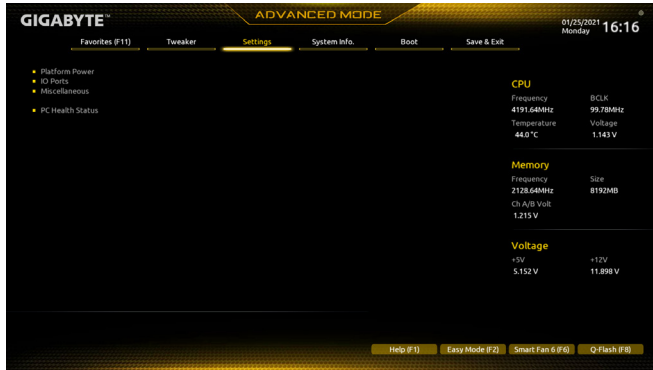 GIGABYTE™
ADVANCED MODE
01/25/2021 Monday 16:16
Favorites (F11) Tweaker Settings System Info. Boot Save & Exit
Platform Power
IO Ports
Miscellaneous
PC Health Status
CPU
Frequency BCLK
4191.64MHz 99.78MHz
Temperature Voltage
44.0°C 1.143 V
Memory
Frequency Size
2128.64MHz 8192MB
Ch A/B Volt
1.215 V
Voltage
+5V +12V
5.152 V 11.898 V
Help (F1) Easy Mode (F2) Smart Fan 6 (F6) Q-Flash (F8)